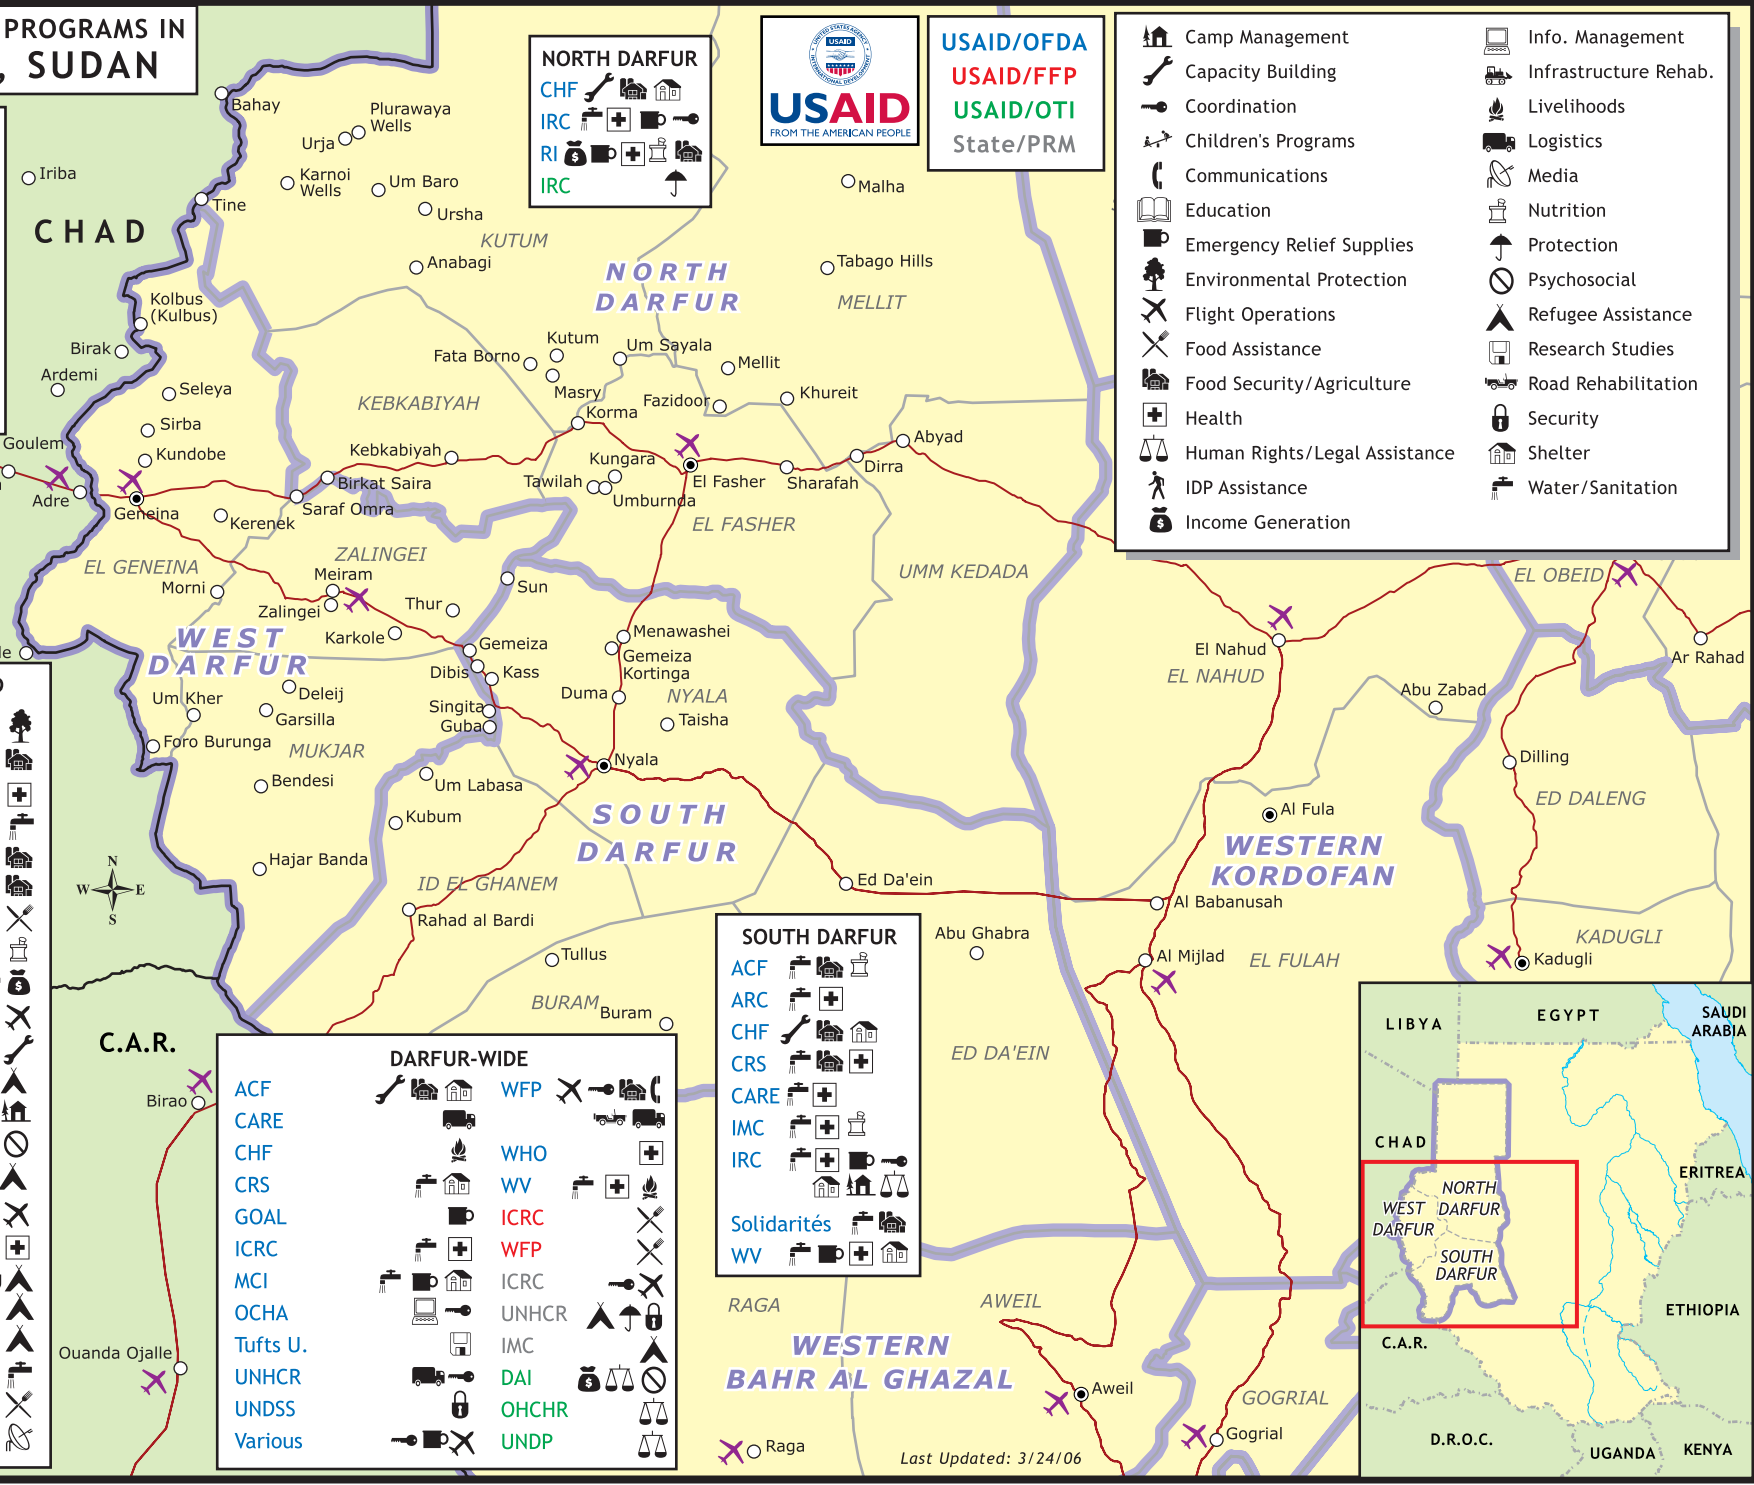 PROGRAMS IN
, SUDAN
NORTH DARFUR
CHF
IRC
RI
IRC
UNITED STATES AGENCY
USAID
INTERNATIONAL DEVELOPMENT
USAID
FROM THE AMERICAN PEOPLE
USAID/OFDA
USAID/FFP
USAID/OTI
State/PRM
Camp Management
Capacity Building
Coordination
Children's Programs
Communications
Education
Emergency Relief Supplies
Environmental Protection
Flight Operations
Food Assistance
Food Security/Agriculture
Health
Human Rights/Legal Assistance
IDP Assistance
Income Generation
Info. Management
Infrastructure Rehab.
Livelihoods
Logistics
Media
Nutrition
Protection
Psychosocial
Refugee Assistance
Research Studies
Road Rehabilitation
Security
Shelter
Water/Sanitation
Bahay
Plurawaya
Wells
Urja
Karnoi
Wells
Um Baro
Ursha
Iriba
Tine
CHAD
KUTUM
Anabagi
Malha
Tabago Hills
NORTH
DARFUR
MELLIT
Kolbus
(Kulbus)
Birak
Ardemi
Seleya
Sirba
Kundobe
Goulem
Adre
Geneina
Kerenek
Kutum
Fata Borno
Masry
Um Sayala
Mellit
Fazidoor
Khureit
KEBKABIYAH
Korma
Kebkabiyah
Birkat Saira
Saraf Omra
Kungara
Tawilah
Umburnda
El Fasher
Sharafah
Dirra
Abyad
EL FASHER
UMM KEDADA
ZALINGEI
EL GENEINA
Morni
Meiram
Zalingei
Thur
Sun
Karkole
WEST
DARFUR
Gemeiza
Dibis
Kass
Menawashei
Gemeiza
Kortinga
Duma
NYALA
Taisha
le
Um Kher
Deleij
Garsilla
Singita
Guba
Foro Burunga
MUKJAR
Bendesi
Nyala
Um Labasa
Kubum
Hajar Banda
SOUTH
DARFUR
ID EL GHANEM
Rahad al Bardi
Ed Da'ein
Tullus
BURAM
Buram
Abu Ghabra
ED DA'EIN
N
W
E
S
C.A.R.
Birao
Ouanda Ojalle
EL OBEID
El Nahud
EL NAHUD
Ar Rahad
Abu Zabad
Dilling
ED DALENG
Al Fula
WESTERN
KORDOFAN
Al Babanusah
Al Mijlad
EL FULAH
KADUGLI
Kadugli
DARFUR-WIDE
ACF
CARE
CHF
CRS
GOAL
ICRC
MCI
OCHA
Tufts U.
UNHCR
UNDSS
Various
WFP
WHO
WV
ICRC
WFP
ICRC
UNHCR
IMC
DAI
OHCHR
UNDP
SOUTH DARFUR
ACF
ARC
CHF
CRS
CARE
IMC
IRC
Solidarités
WV
RAGA
AWEIL
WESTERN
BAHR AL GHAZAL
Aweil
GOGRIAL
Gogrial
Raga
Last Updated: 3/24/06
LIBYA
EGYPT
SAUDI
ARABIA
CHAD
ERITREA
NORTH
DARFUR
WEST
DARFUR
SOUTH
DARFUR
ETHIOPIA
C.A.R.
D.R.O.C.
UGANDA
KENYA